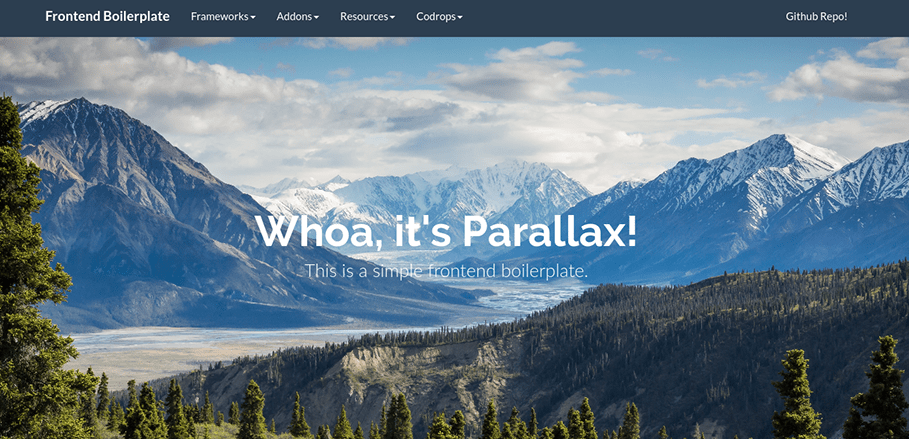 Frontend Boilerplate Frameworks Addons Resources Codrops Github Repo!
Whoa, it's Parallax!
This is a simple frontend boilerplate.